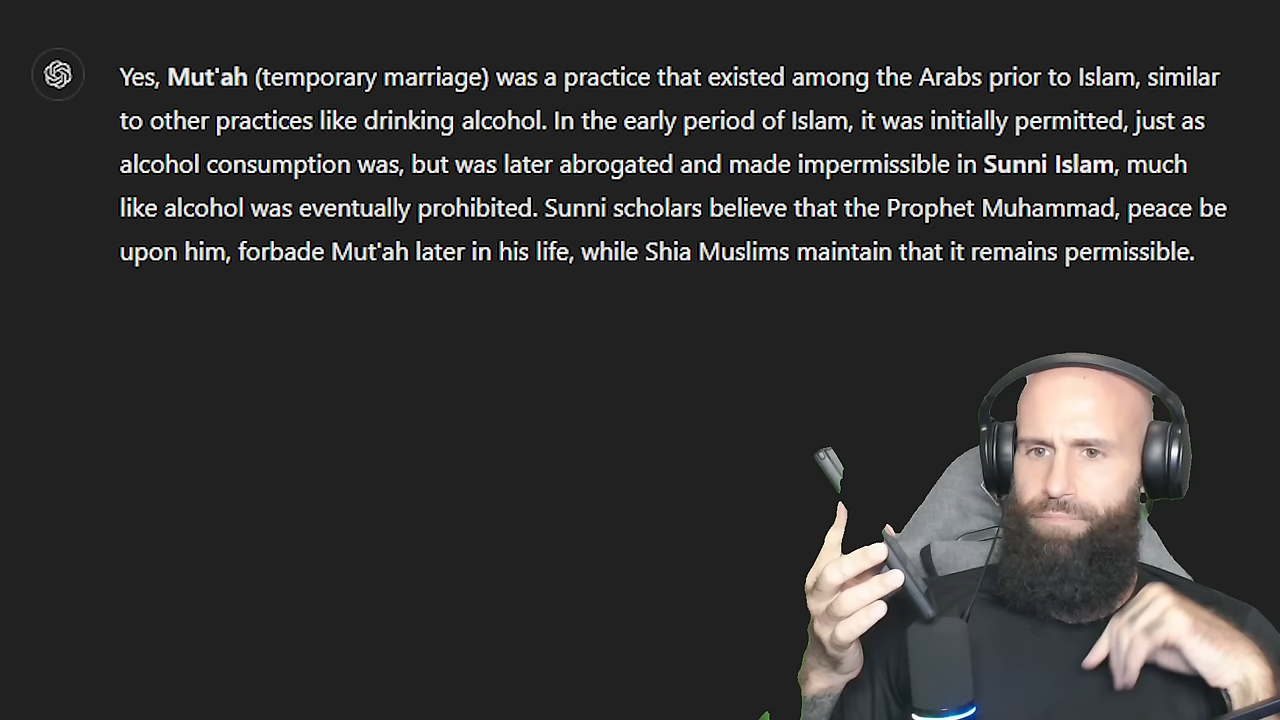 Yes, Mut'ah (temporary marriage) was a practice that existed among the Arabs prior to Islam, similar
to other practices like drinking alcohol. In the early period of Islam, it was initially permitted, just as
alcohol consumption was, but was later abrogated and made impermissible in Sunni Islam, much
like alcohol was eventually prohibited. Sunni scholars believe that the Prophet Muhammad, peace be
upon him, forbade Mut'ah later in his life, while Shia Muslims maintain that it remains permissible.